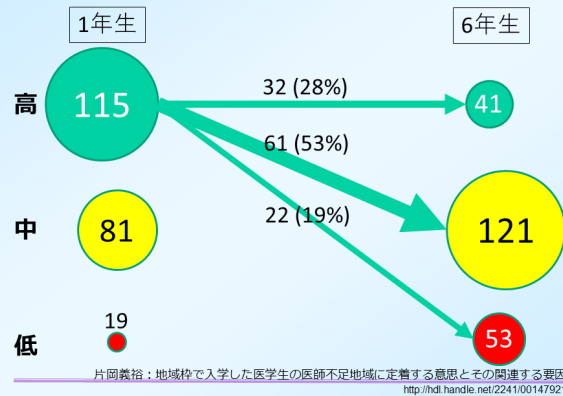 1年生 6年生
高 115 32 (28%) 41
61 (53%)
中 81 22 (19%) 121
19
低 53
片岡義裕：地域枠で入学した医学生の医師不足地域に定着する意思とその関連する要因
http://hdl.handle.net/2241/00147921